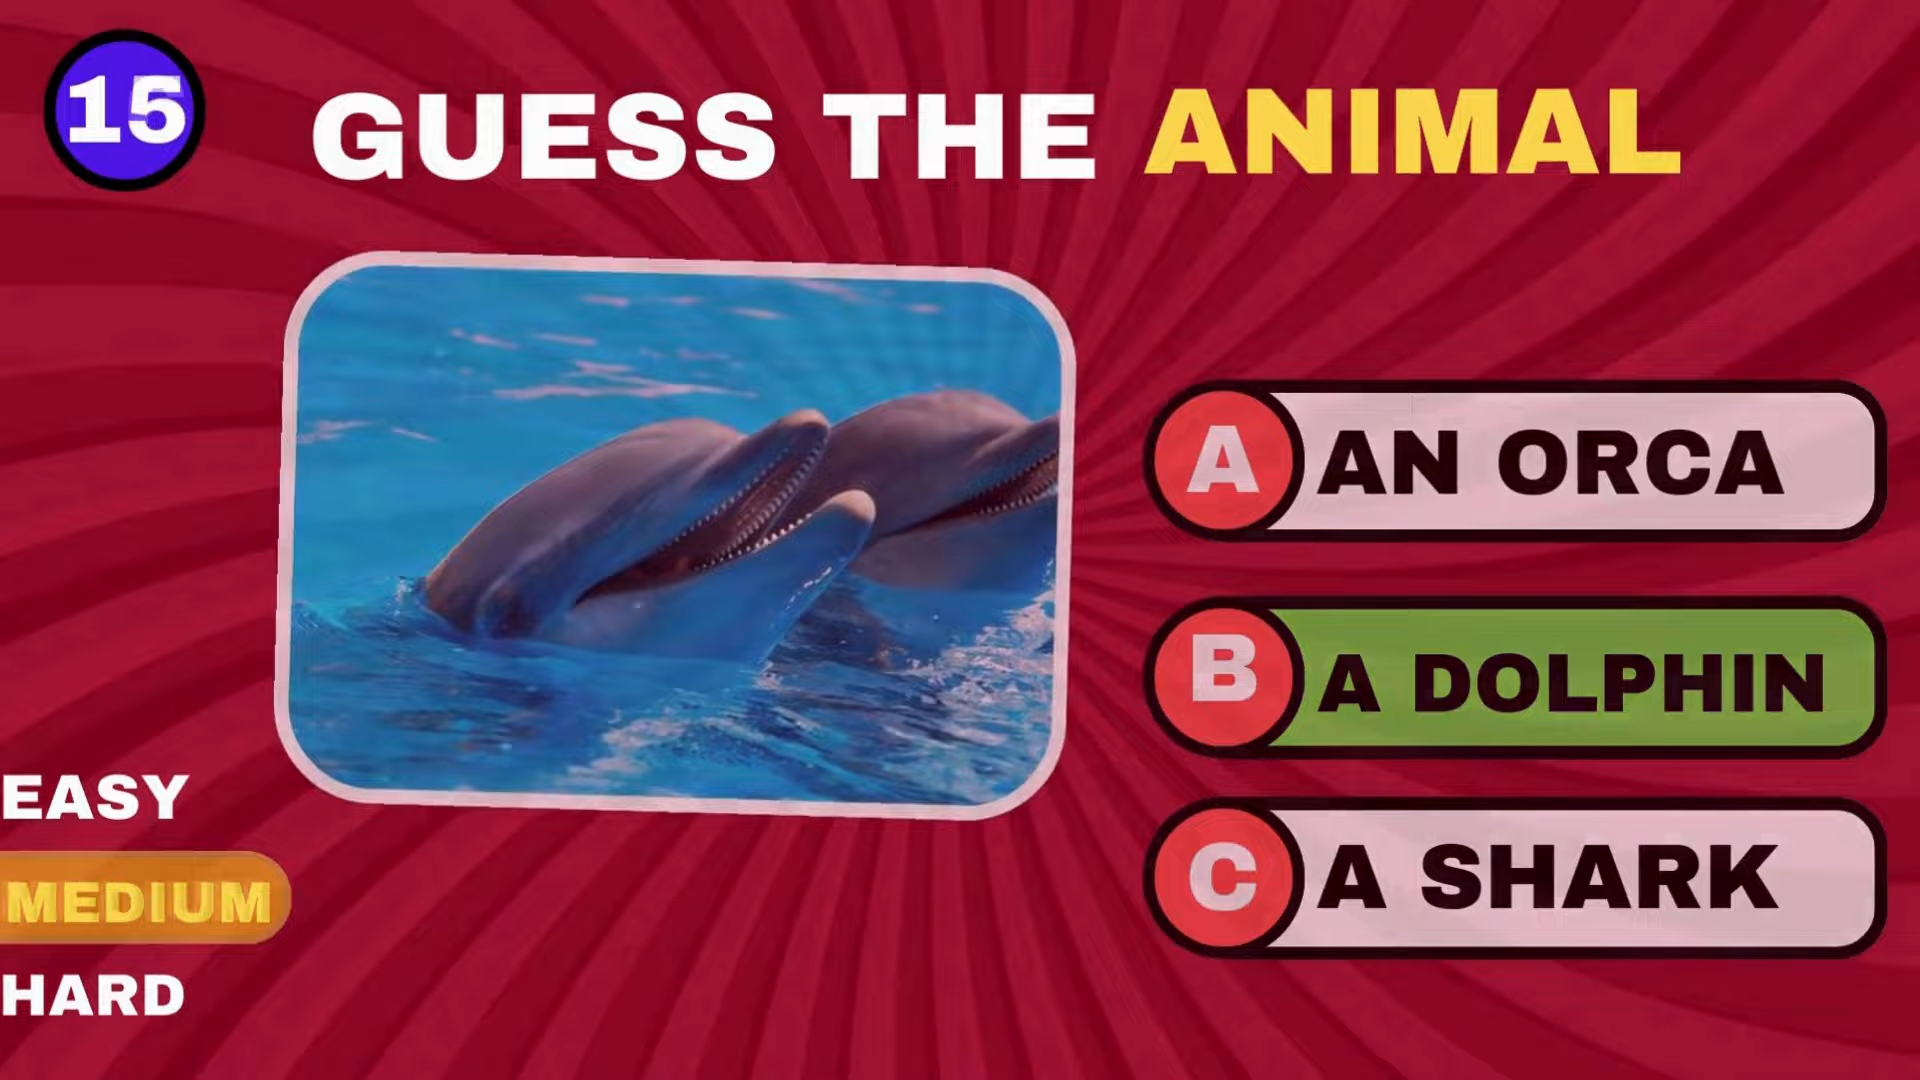 15
GUESS THE ANIMAL
A AN ORCA
B A DOLPHIN
C A SHARK
EASY
MEDIUM
HARD